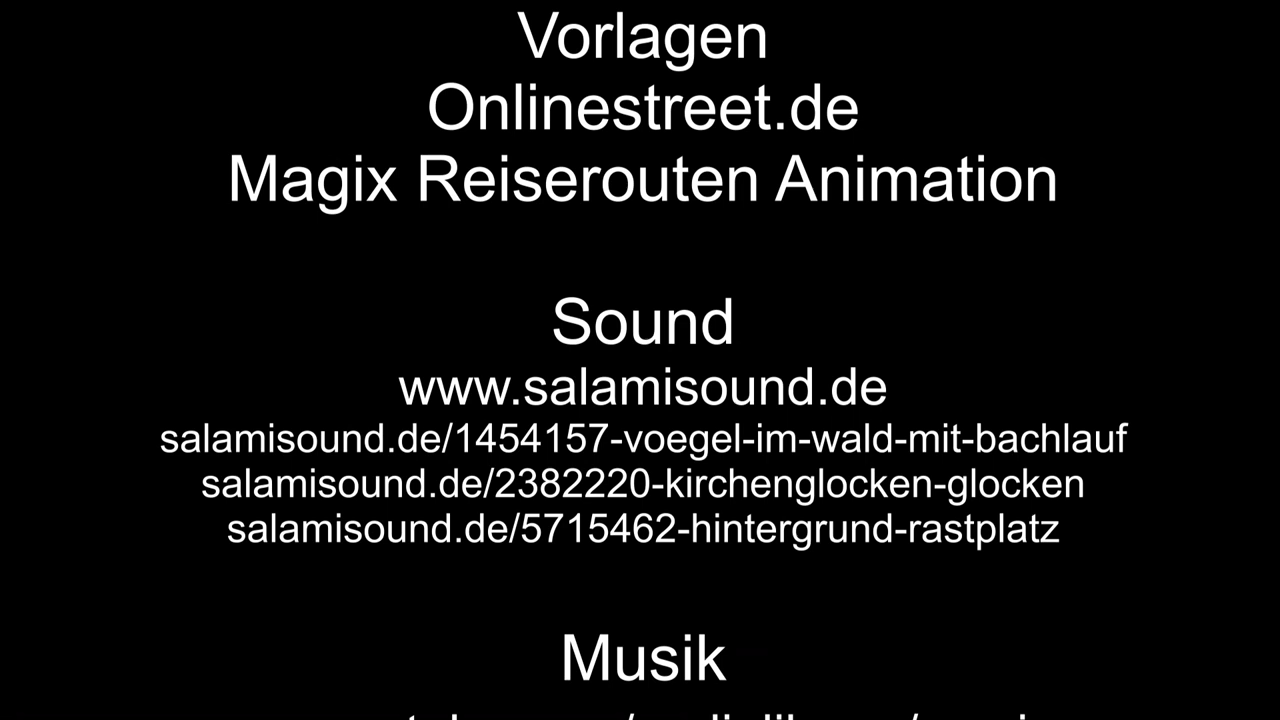 Vorlagen
Onlinestreet.de
Magix Reiserouten Animation
Sound
www.salamisound.de
salamisound.de/1454157-voegel-im-wald-mit-bachlauf
salamisound.de/2382220-kirchenglocken-glocken
salamisound.de/5715462-hintergrund-rastplatz
Musik